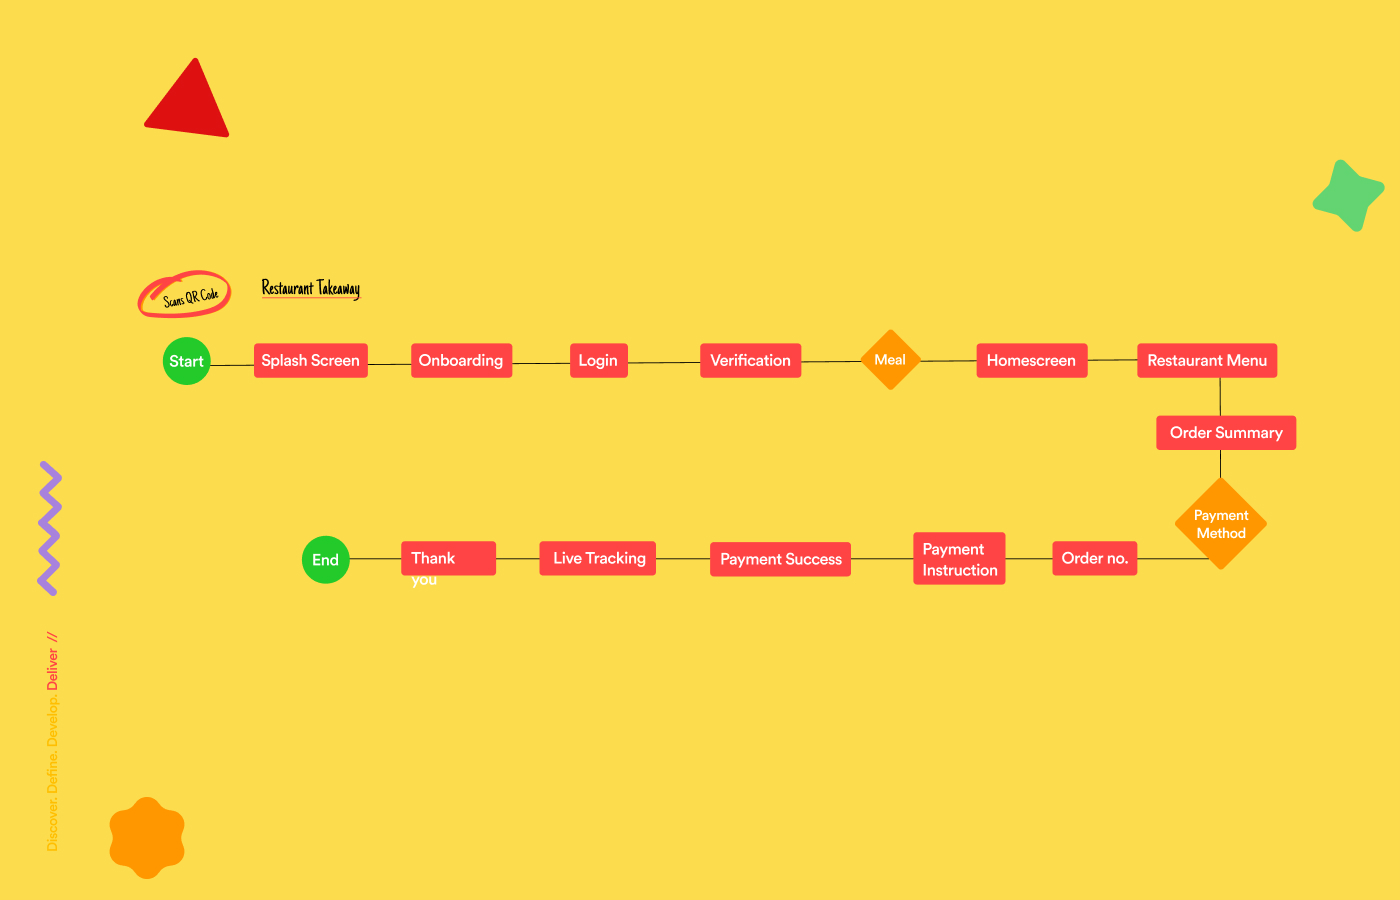 Scans QR Code
Restaurant Takeaway
Start
Splash Screen
Onboarding
Login
Verification
Meal
Homescreen
Restaurant Menu
Order Summary
Payment
Method
Order no.
Payment
Instruction
Payment Success
Live Tracking
Thank
you
End
Discover. Define. Develop. Deliver //